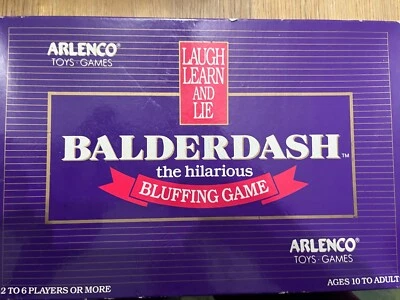 ARLENCO®
TOYS·GAMES
LAUGH
LEARN
AND
LIE
BALDERDASH™
the hilarious
BLUFFING GAME
ARLENCO®
TOYS·GAMES
2 TO 6 PLAYERS OR MORE
AGES 10 TO ADULT